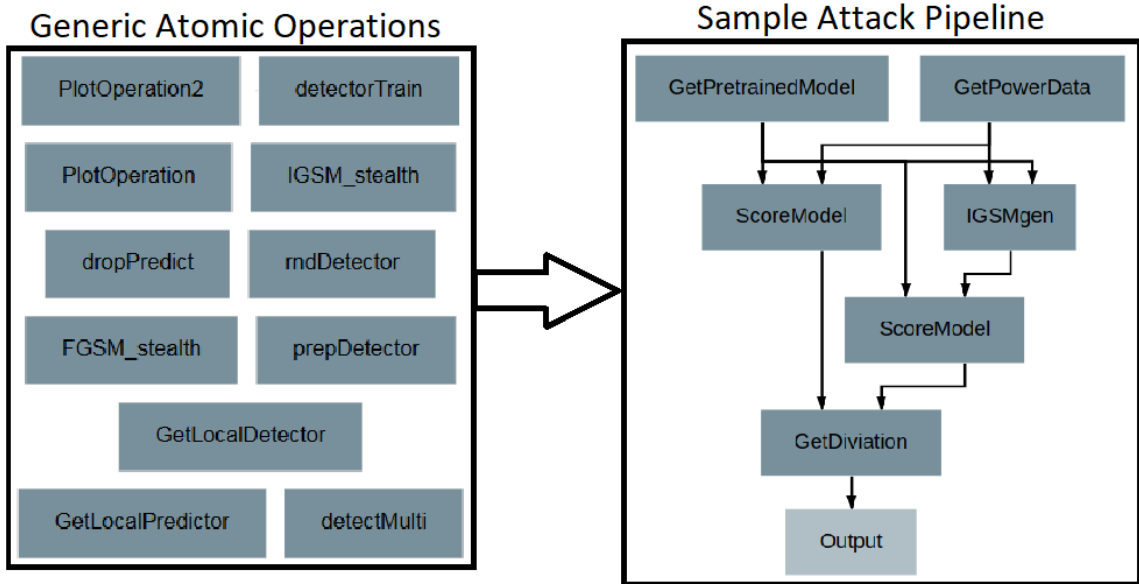 Generic Atomic Operations
PlotOperation2
detectorTrain
PlotOperation
IGSM_stealth
dropPredict
rndDetector
FGSM_stealth
prepDetector
GetLocalDetector
GetLocalPredictor
detectMulti
Sample Attack Pipeline
GetPretrainedModel
GetPowerData
ScoreModel
IGSMgen
ScoreModel
GetDiviation
Output